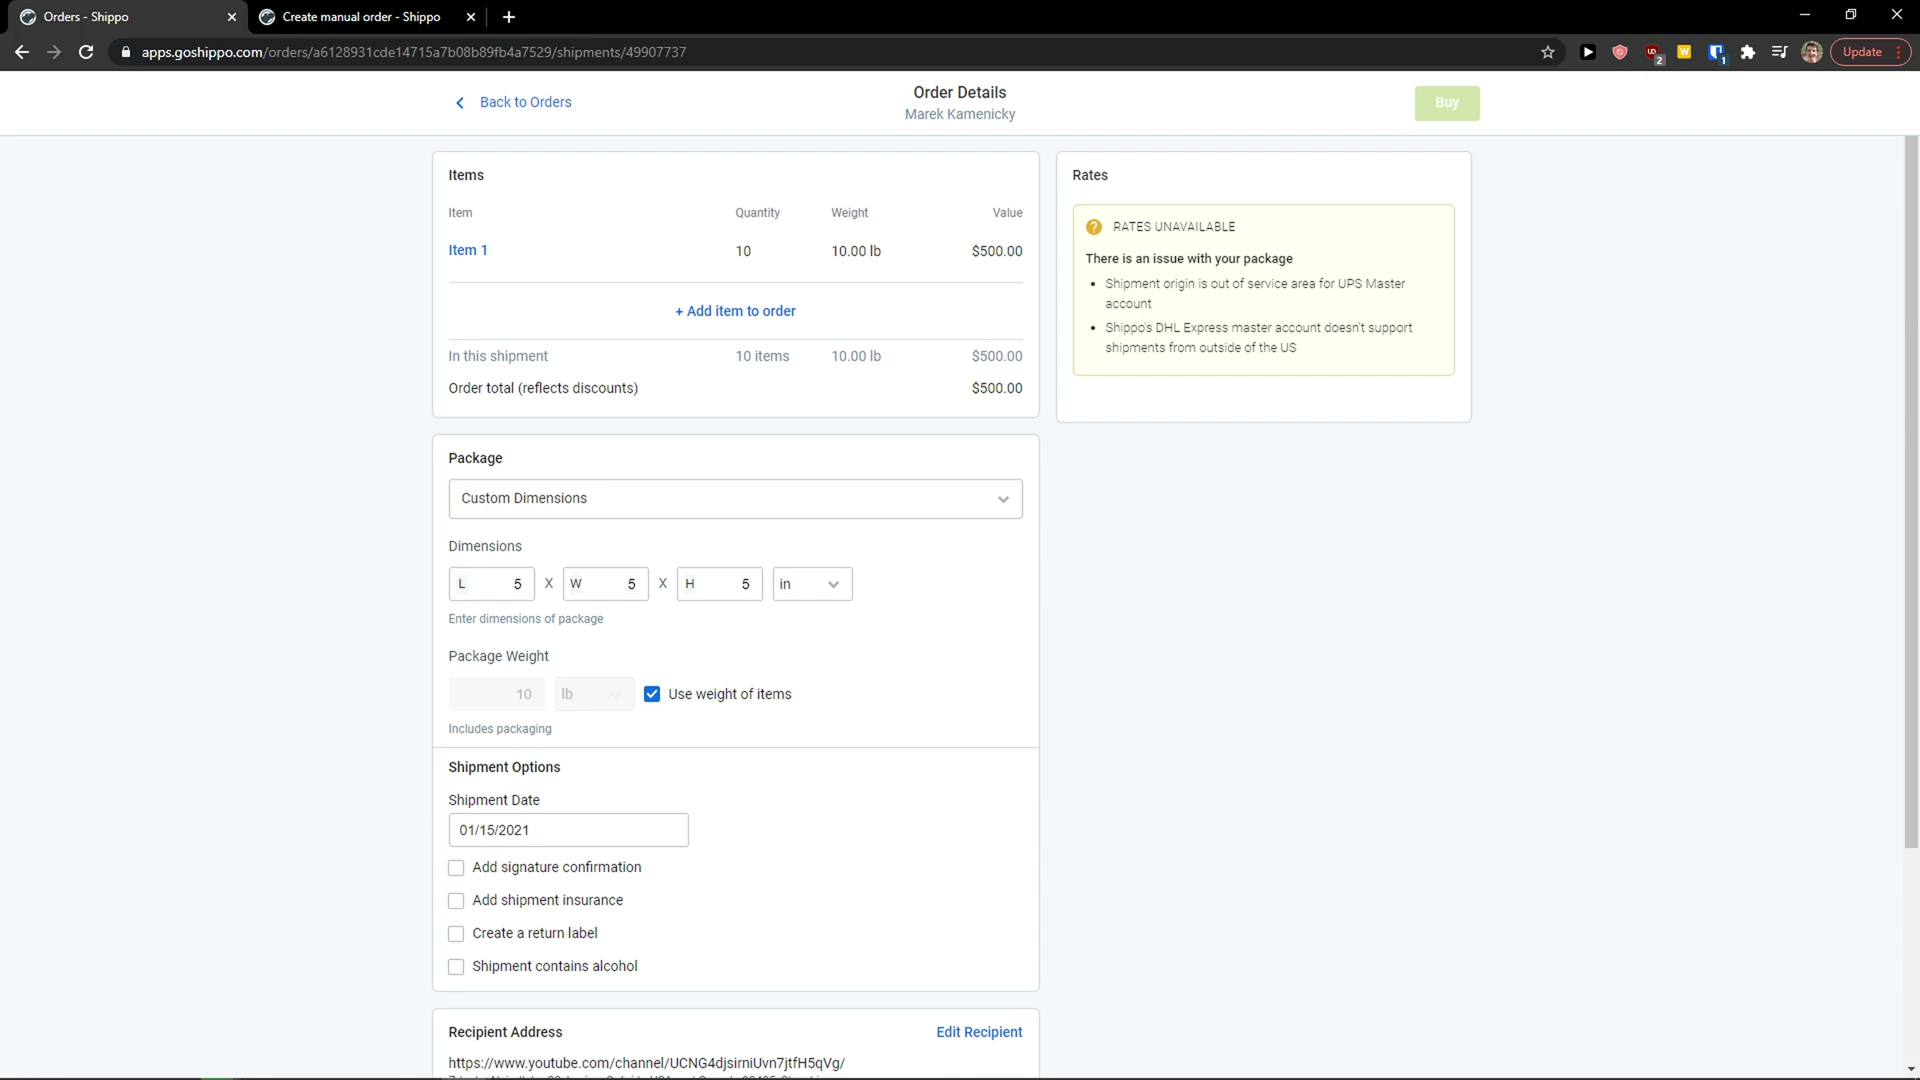 Orders - Shippo
Create manual order - Shippo
apps.goshippo.com/orders/a6128931cde14715a7b08b89fb4a7529/shipments/49907737
2
W
1
Update
Back to Orders
Order Details
Marek Kamenicky
Buy
Items
Item Quantity Weight Value
Item 1 10 10.00 lb $500.00
+ Add item to order
In this shipment 10 items 10.00 lb $500.00
Order total (reflects discounts) $500.00
Rates
? RATES UNAVAILABLE
There is an issue with your package
• Shipment origin is out of service area for UPS Master
account
• Shippo's DHL Express master account doesn't support
shipments from outside of the US
Package
Custom Dimensions
Dimensions
L 5 X W 5 X H 5 in
Enter dimensions of package
Package Weight
10 lb Use weight of items
Includes packaging
Shipment Options
Shipment Date
01/15/2021
Add signature confirmation
Add shipment insurance
Create a return label
Shipment contains alcohol
Recipient Address Edit Recipient
https://www.youtube.com/channel/UCNG4djsirniUvn7jtfH5qVg/